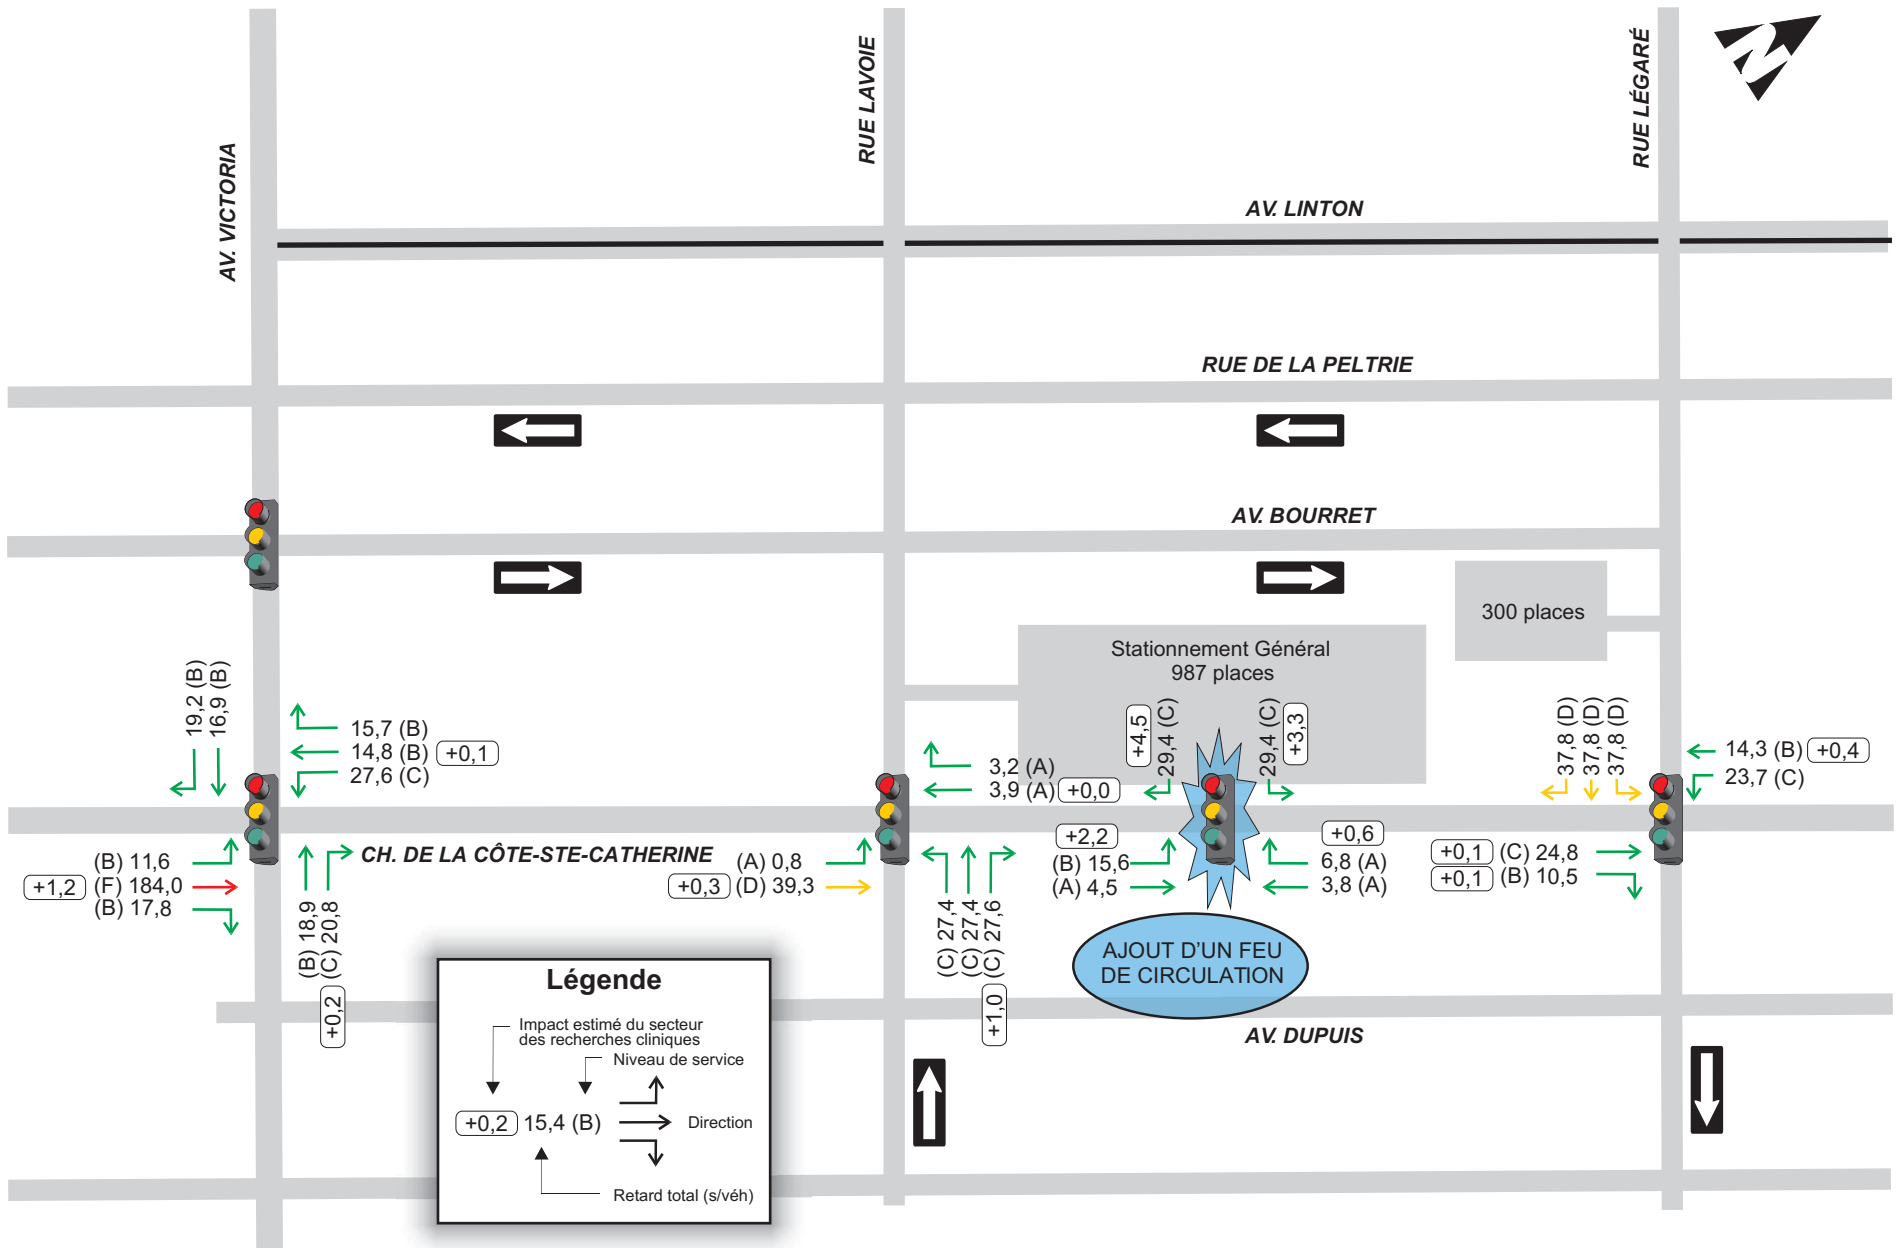 RUE LAVOIE
RUE LÉGARÉ
N
AV. VICTORIA
AV. LINTON
RUE DE LA PELTRIE
AV. BOURRET
300 places
Stationnement Général
987 places
19,2 (B)
16,9 (B)
15,7 (B)
14,8 (B) +0,1
27,6 (C)
3,2 (A)
3,9 (A) +0,0
+4,5
29,4 (C)
29,4 (C)
+3,3
37,8 (D)
37,8 (D)
37,8 (D)
14,3 (B) +0,4
23,7 (C)
CH. DE LA CÔTE-STE-CATHERINE
(B) 11,6
+1,2 (F) 184,0
(B) 17,8
(B) 18,9
(C) 20,8
+0,2
(A) 0,8
+0,3 (D) 39,3
(C) 27,4
(C) 27,4
(C) 27,6
+1,0
+2,2
(B) 15,6
(A) 4,5
+0,6
6,8 (A)
3,8 (A)
+0,1 (C) 24,8
+0,1 (B) 10,5
AJOUT D'UN FEU
DE CIRCULATION
AV. DUPUIS
Légende
Impact estimé du secteur
des recherches cliniques
Niveau de service
+0,2 15,4 (B)
Direction
Retard total (s/véh)